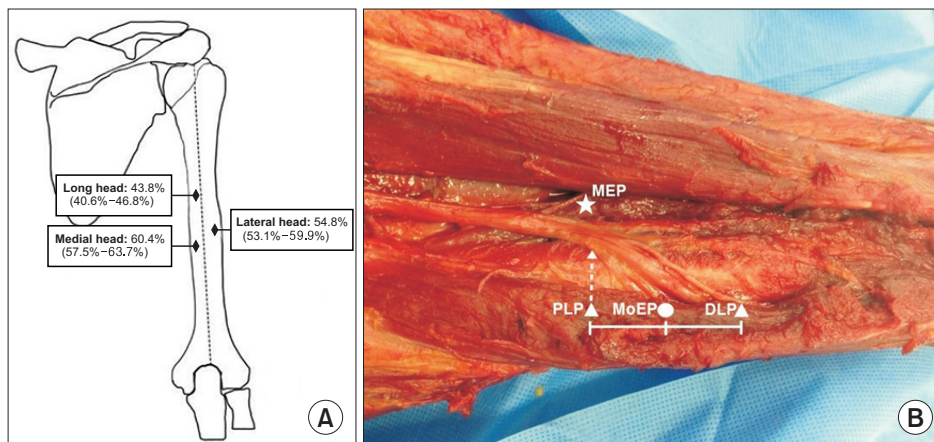 Long head: 43.8%
(40.6%–46.8%)
Medial head: 60.4%
(57.5%–63.7%)
Lateral head: 54.8%
(53.1%–59.9%)
A
MEP
PLP MoEP DLP
B